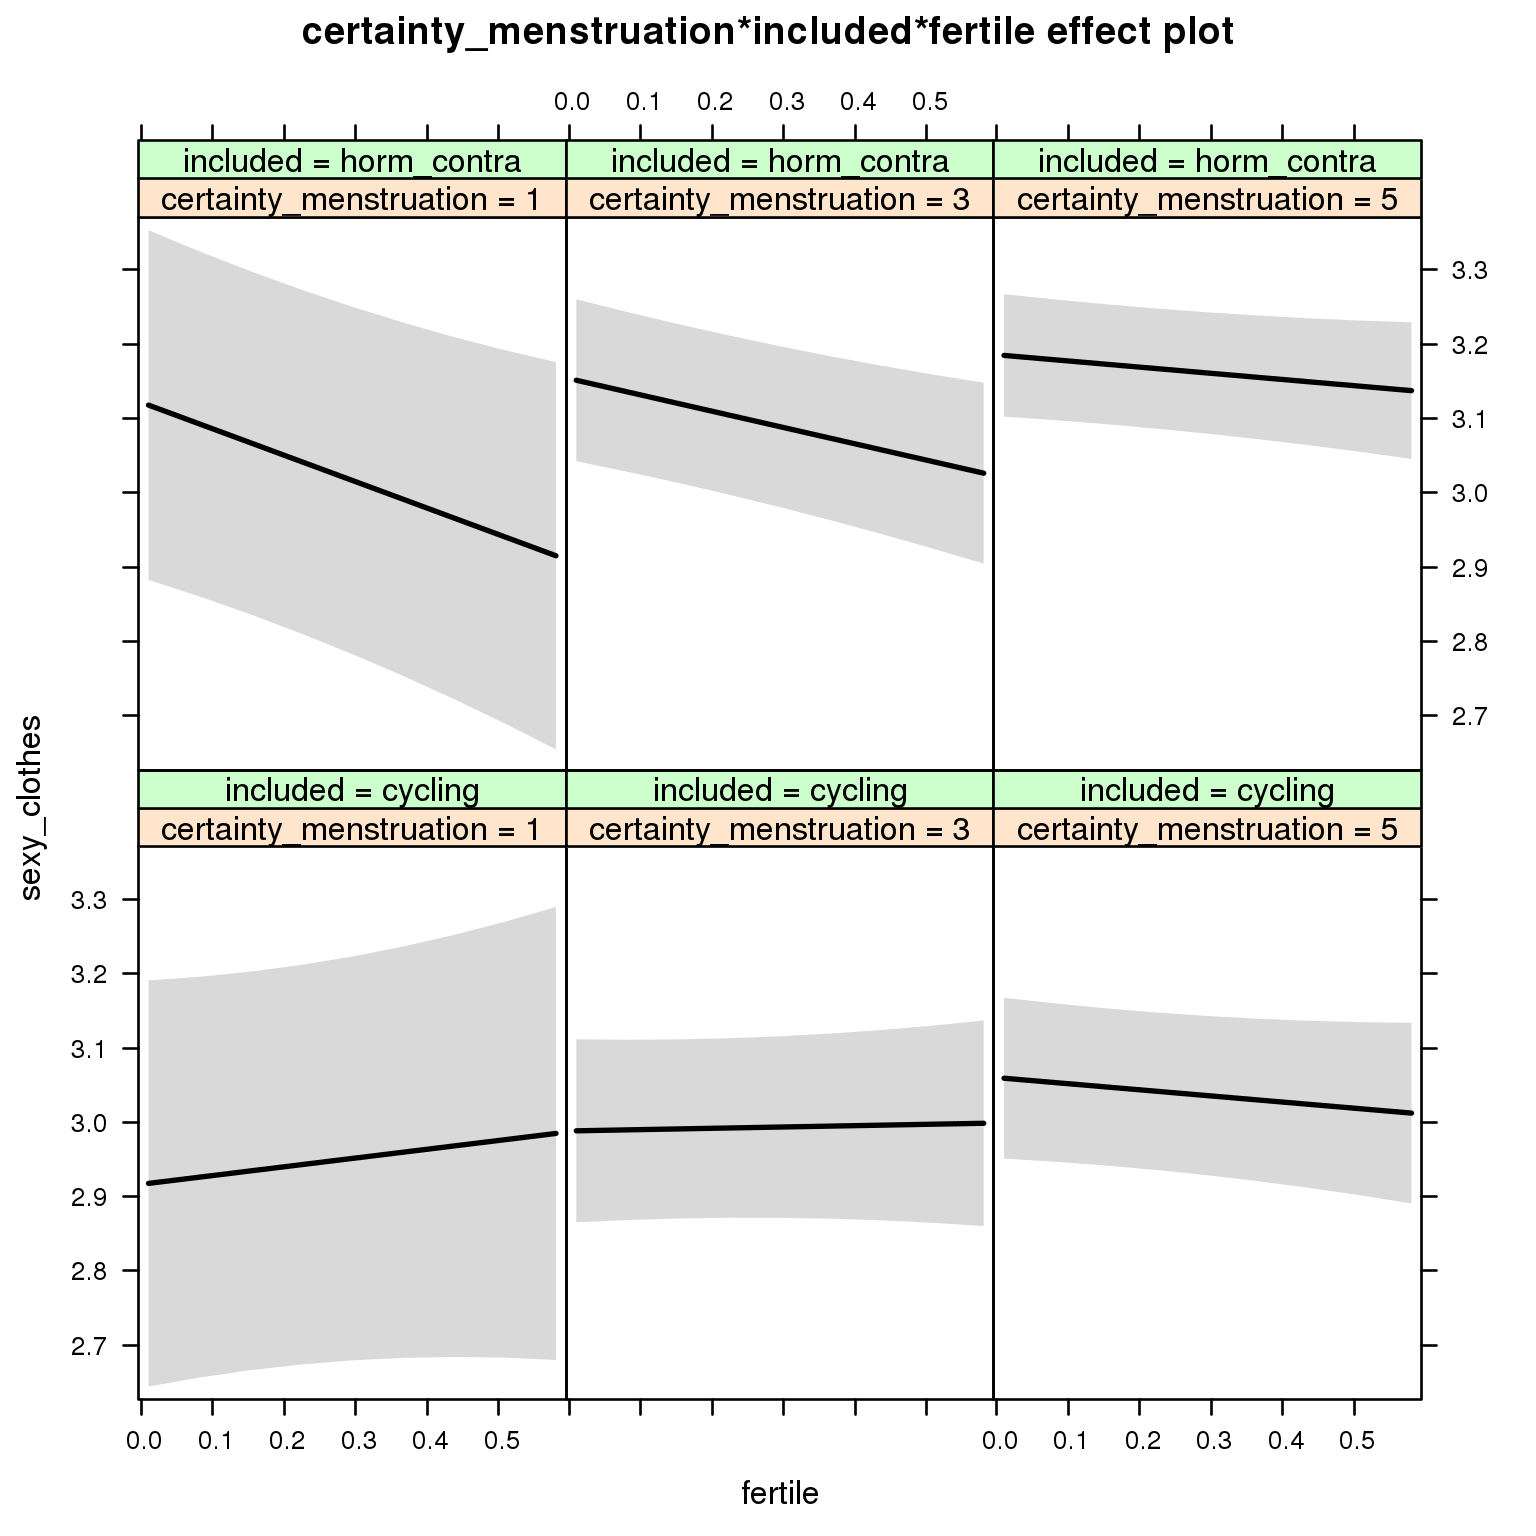 certainty_menstruation*included*fertile effect plot
0.0 0.1 0.2 0.3 0.4 0.5
included = horm_contra included = horm_contra included = horm_contra
certainty_menstruation = 1 certainty_menstruation = 3 certainty_menstruation = 5
3.3
3.2
3.1
3.0
2.9
2.8
2.7
sexy_clothes
included = cycling included = cycling included = cycling
certainty_menstruation = 1 certainty_menstruation = 3 certainty_menstruation = 5
3.3
3.2
3.1
3.0
2.9
2.8
2.7
0.0 0.1 0.2 0.3 0.4 0.5 0.0 0.1 0.2 0.3 0.4 0.5
fertile